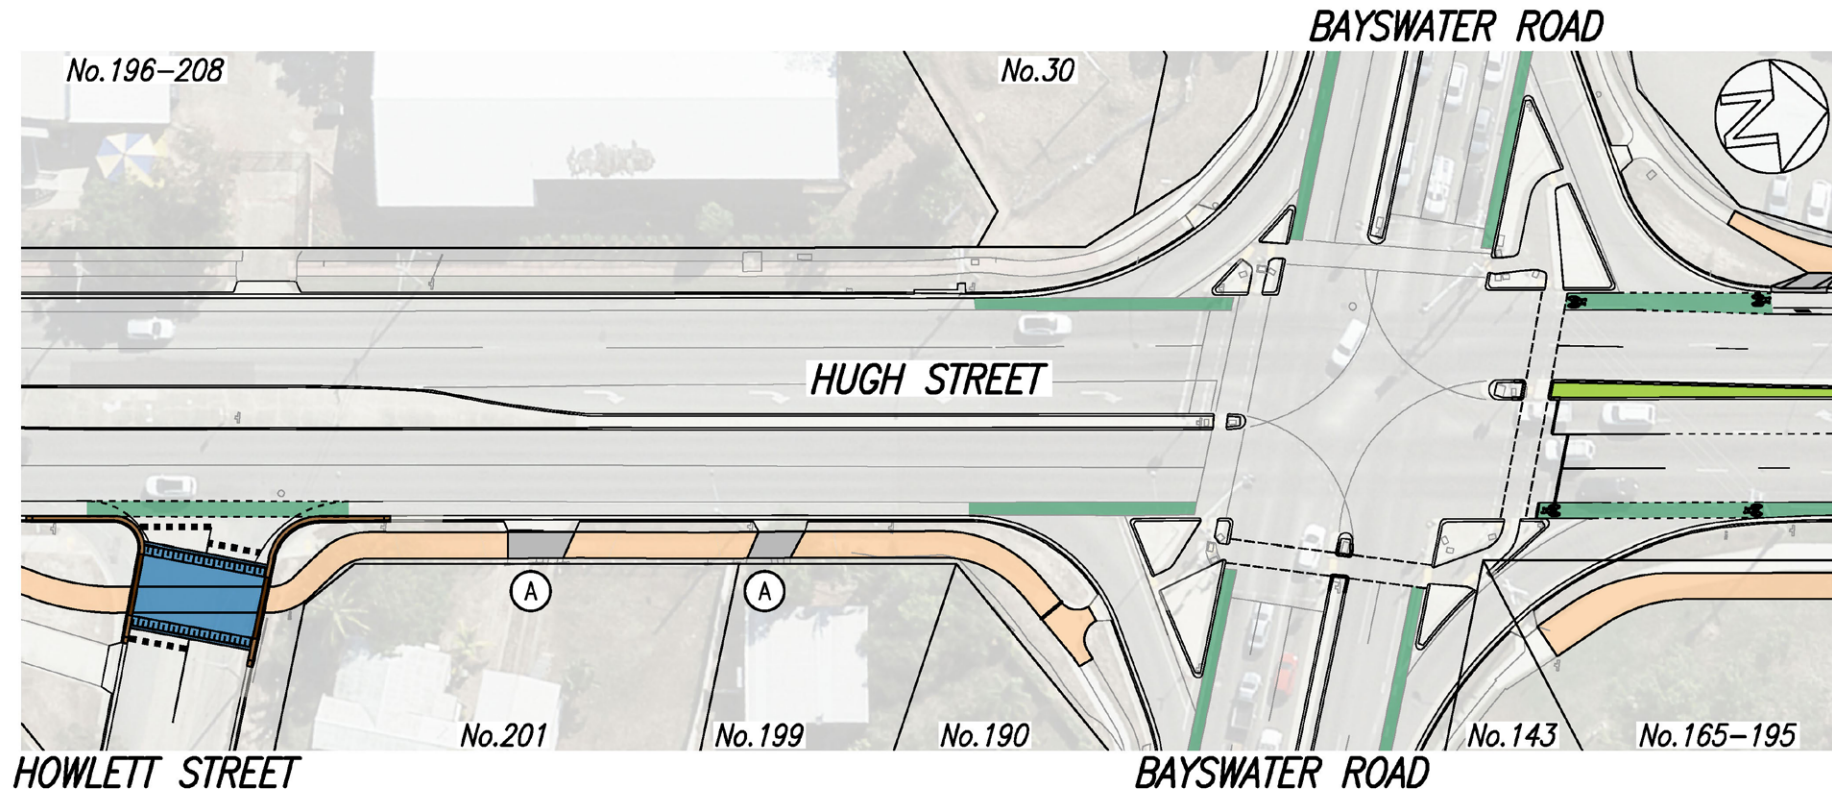 BAYSWATER ROAD
No.196-208
No.30
N
HUGH STREET
A
A
No.201
No.199
No.190
No.143
No.165-195
HOWLETT STREET
BAYSWATER ROAD